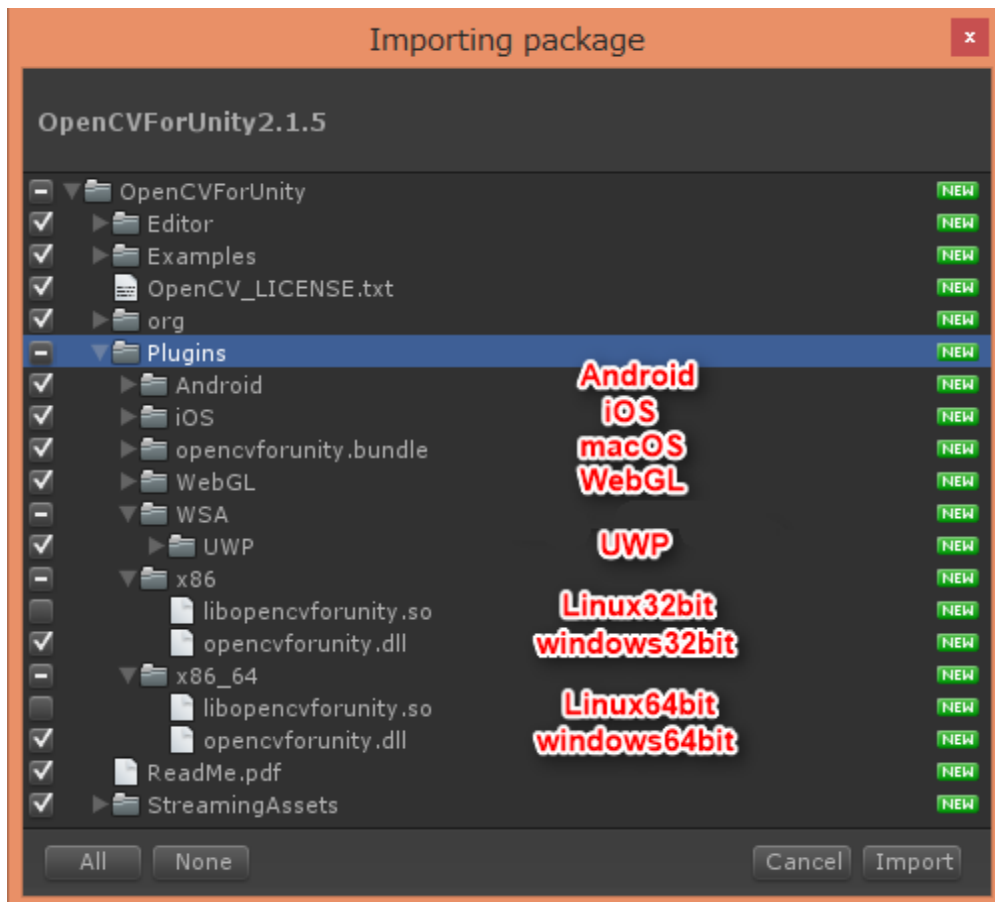 Importing package
x
OpenCVForUnity2.1.5
OpenCVForUnity NEW
Editor NEW
Examples NEW
OpenCV_LICENSE.txt NEW
org NEW
Plugins NEW
Android Android NEW
iOS iOS NEW
opencvforunity.bundle macOS NEW
WebGL WebGL NEW
WSA NEW
UWP UWP NEW
x86 NEW
libopencvforunity.so Linux32bit NEW
opencvforunity.dll windows32bit NEW
x86_64 NEW
libopencvforunity.so Linux64bit NEW
opencvforunity.dll windows64bit NEW
ReadMe.pdf NEW
StreamingAssets NEW
All None Cancel Import